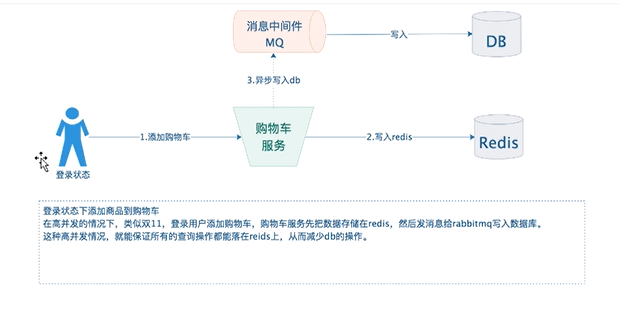 消息中间件
MQ
写入
DB
3.异步写入db
1.添加购物车
购物车
服务
2.写入redis
Redis
登录状态
登录状态下添加商品到购物车
在高并发的情况下，类似双11，登录用户添加购物车，购物车服务先把数据存储在redis，然后发消息给rabbitmq写入数据库。
这种高并发情况，就能保证所有的查询操作都能落在reids上，从而减少db的操作。